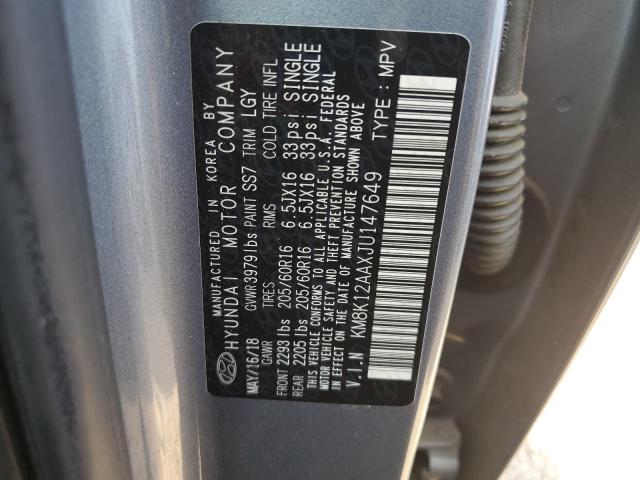 MANUFACTURED IN KOREA BY
HYUNDAI MOTOR COMPANY
MAY/16/18 GVWR3979lbs PAINT SS7 TRIM LGY
GAWR TIRES RIMS COLD TIRE INFL
FRONT 2293 lbs 205/60R16 6.5JX16 33psi SINGLE
REAR 2205 lbs 205/60R16 6.5JX16 33psi SINGLE
THIS VEHICLE CONFORMS TO ALL APPLICABLE U.S.A. FEDERAL
MOTOR VEHICLE SAFETY AND THEFT PREVENTION STANDARDS
IN EFFECT ON THE DATE OF MANUFACTURE SHOWN ABOVE
V.I.N KM8K12AAXJU147649 TYPE : MPV